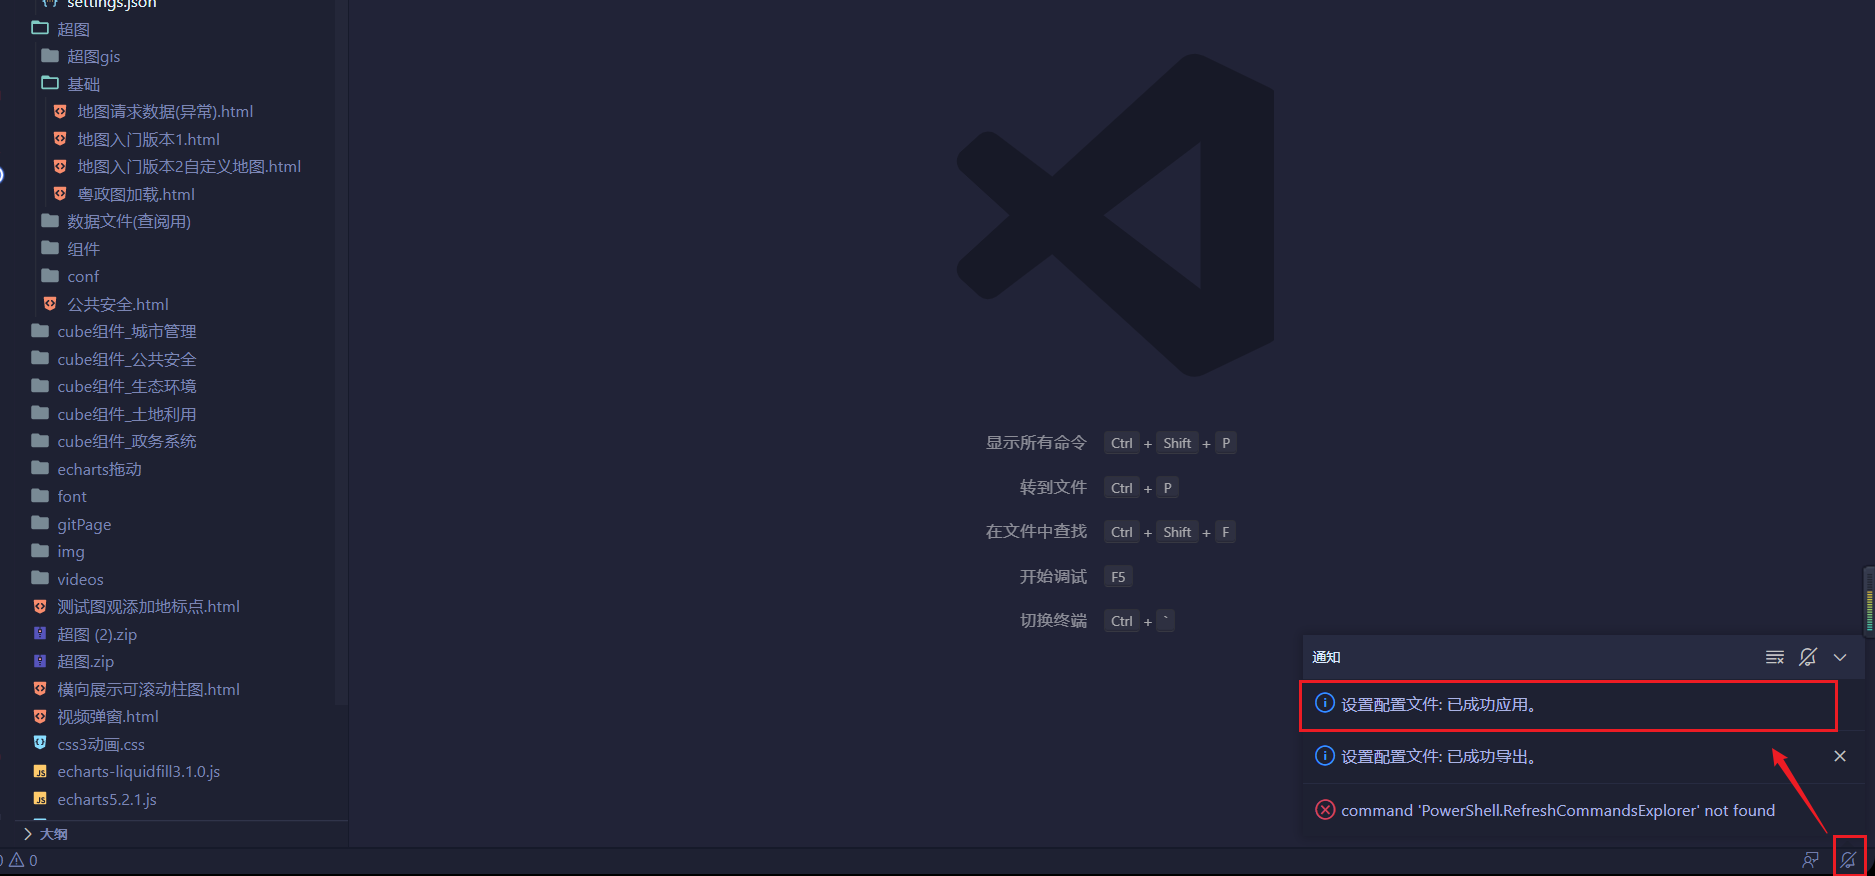 settings.json
超图
超图gis
基础
地图请求数据(异常).html
地图入门版本1.html
地图入门版本2自定义地图.html
粤政图加载.html
数据文件(查阅用)
组件
conf
公共安全.html
cube组件_城市管理
cube组件_公共安全
cube组件_生态环境
cube组件_土地利用
cube组件_政务系统
echarts拖动
font
gitPage
img
videos
测试图观添加地标点.html
超图 (2).zip
超图.zip
横向展示可滚动柱图.html
视频弹窗.html
css3动画.css
echarts-liquidfill3.1.0.js
echarts5.2.1.js
大纲
0
显示所有命令 Ctrl + Shift + P
转到文件 Ctrl + P
在文件中查找 Ctrl + Shift + F
开始调试 F5
切换终端 Ctrl + `
通知
设置配置文件: 已成功应用。
设置配置文件: 已成功导出。
command 'PowerShell.RefreshCommandsExplorer' not found